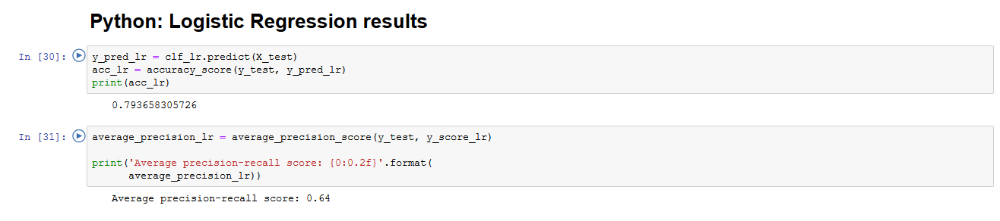 Python: Logistic Regression results
In [30]: y_pred_lr = clf_lr.predict(X_test)
acc_lr = accuracy_score(y_test, y_pred_lr)
print(acc_lr)
0.793658305726
In [31]: average_precision_lr = average_precision_score(y_test, y_score_lr)
print('Average precision-recall score: {0:0.2f}'.format(
average_precision_lr))
Average precision-recall score: 0.64